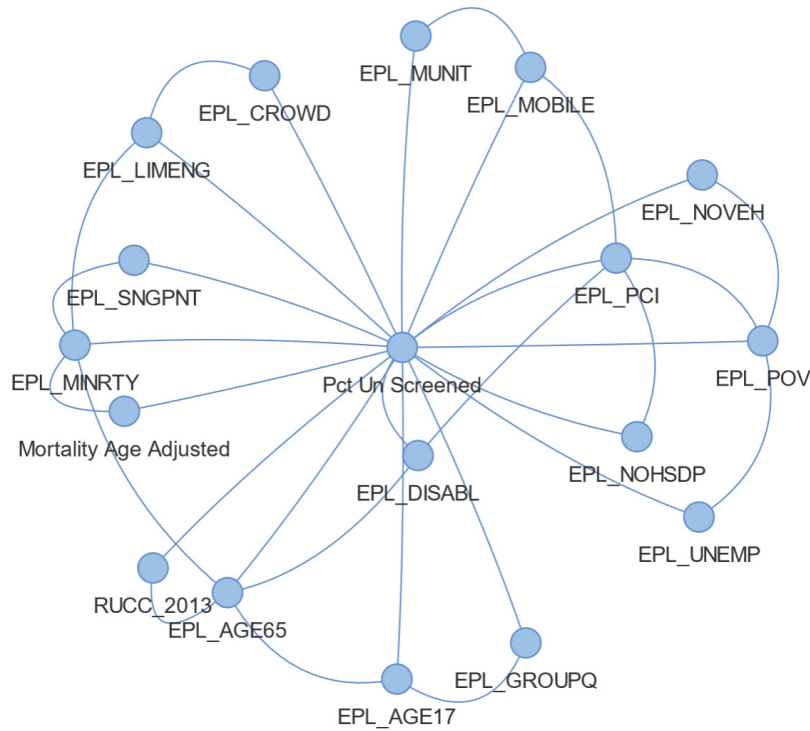 EPL_MUNIT
EPL_MOBILE
EPL_CROWD
EPL_LIMENG
EPL_NOVEH
EPL_SNGPNT
EPL_PCI
EPL_MINRTY
Pct Un Screened
EPL_POV
Mortality Age Adjusted
EPL_NOHSDP
EPL_DISABL
EPL_UNEMP
RUCC_2013
EPL_AGE65
EPL_GROUPQ
EPL_AGE17